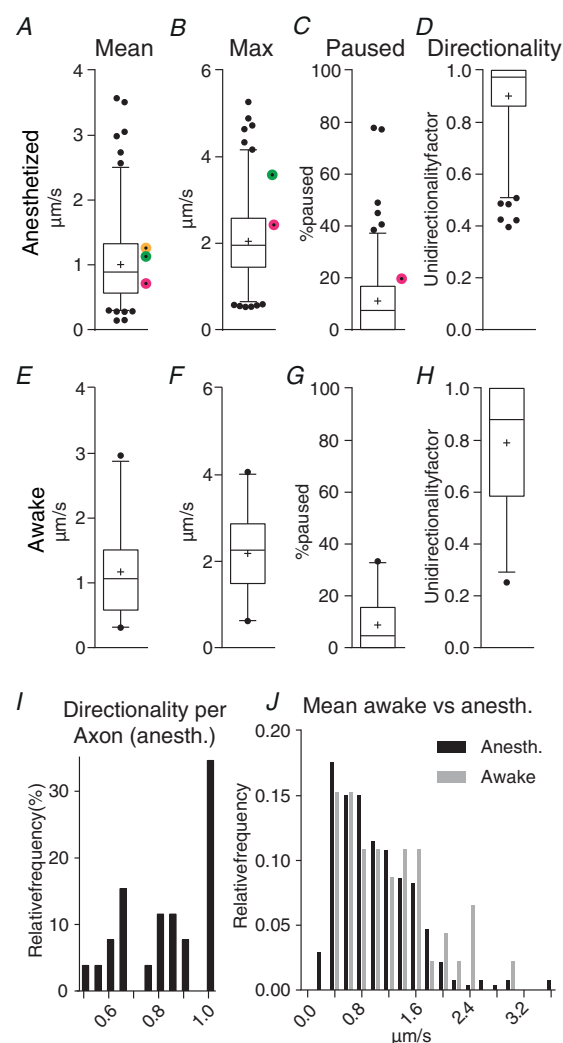 A B C D
Mean Max Paused Directionality
Anesthetized
µm/s
4
3
2
1
0
µm/s
6
4
2
0
%paused
100
80
60
40
20
0
Unidirectionalityfactor
1.0
0.8
0.6
0.4
0.2
0.0
E F G H
Awake
µm/s
4
3
2
1
0
µm/s
6
4
2
0
%paused
100
80
60
40
20
0
Unidirectionalityfactor
1.0
0.8
0.6
0.4
0.2
0.0
I
Directionality per
Axon (anesth.)
Relativefrequency(%)
30
20
10
0
0.6 0.8 1.0
J
Mean awake vs anesth.
Anesth.
Awake
Relativefrequency
0.20
0.15
0.10
0.05
0.00
0.0 0.8 1.6 2.4 3.2
µm/s